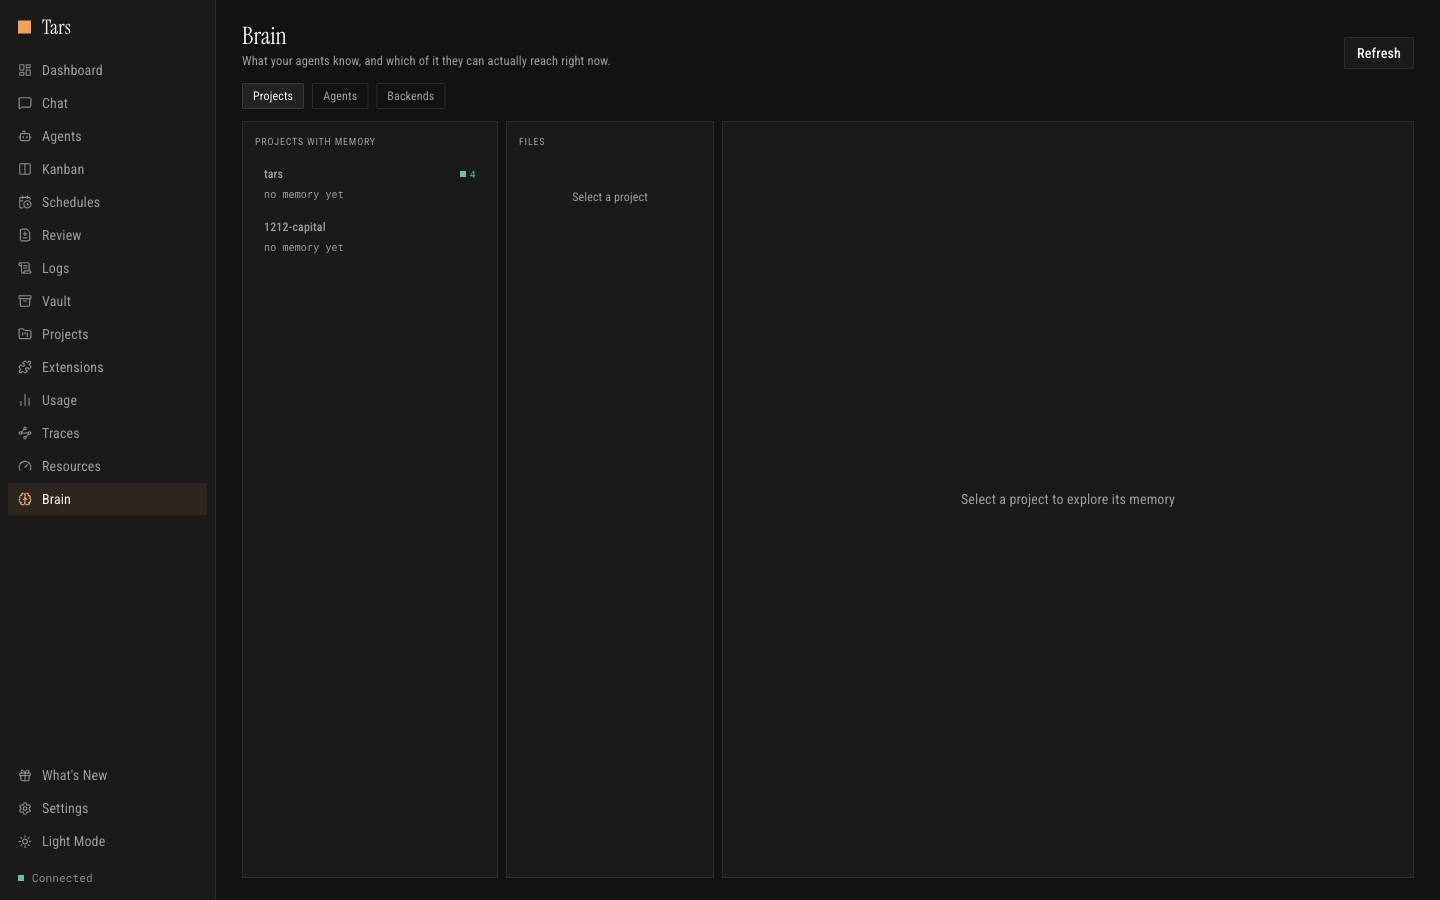 Tars
Dashboard
Chat
Agents
Kanban
Schedules
Review
Logs
Vault
Projects
Extensions
Usage
Traces
Resources
Brain
What's New
Settings
Light Mode
Connected
Brain
What your agents know, and which of it they can actually reach right now.
Refresh
Projects
Agents
Backends
PROJECTS WITH MEMORY
tars
4
no memory yet
1212-capital
no memory yet
FILES
Select a project
Select a project to explore its memory